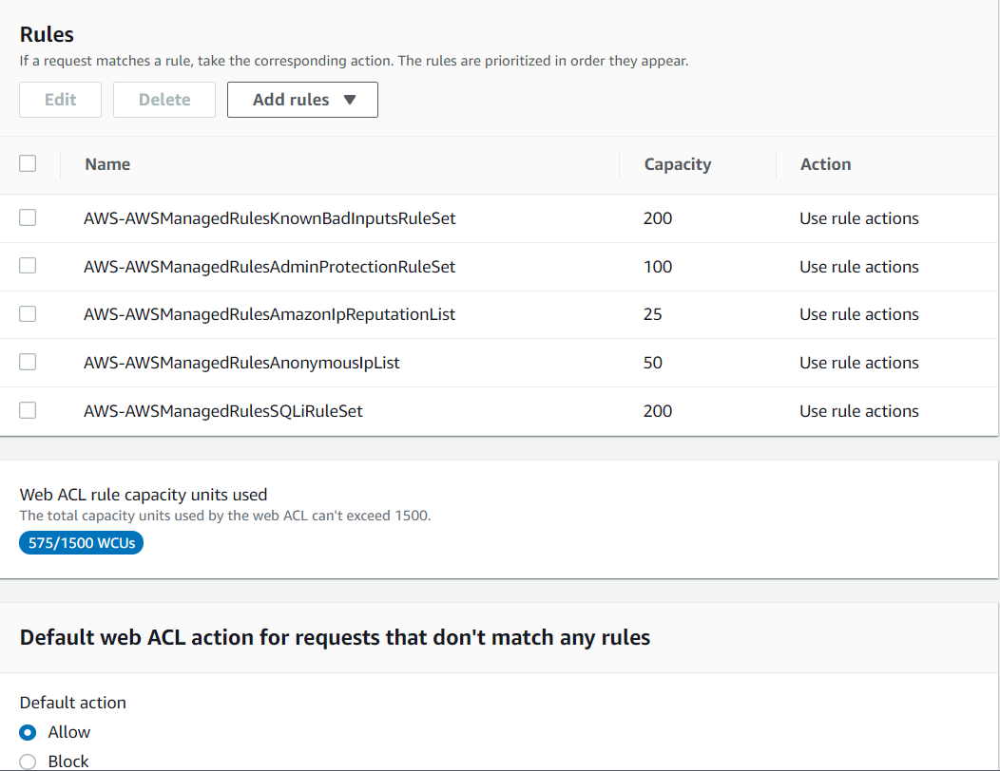 Rules
If a request matches a rule, take the corresponding action. The rules are prioritized in order they appear.
Edit Delete Add rules
Name Capacity Action
AWS-AWSManagedRulesKnownBadInputsRuleSet 200 Use rule actions
AWS-AWSManagedRulesAdminProtectionRuleSet 100 Use rule actions
AWS-AWSManagedRulesAmazonIpReputationList 25 Use rule actions
AWS-AWSManagedRulesAnonymousIpList 50 Use rule actions
AWS-AWSManagedRulesSQLiRuleSet 200 Use rule actions
Web ACL rule capacity units used
The total capacity units used by the web ACL can't exceed 1500.
575/1500 WCUs
Default web ACL action for requests that don't match any rules
Default action
Allow
Block